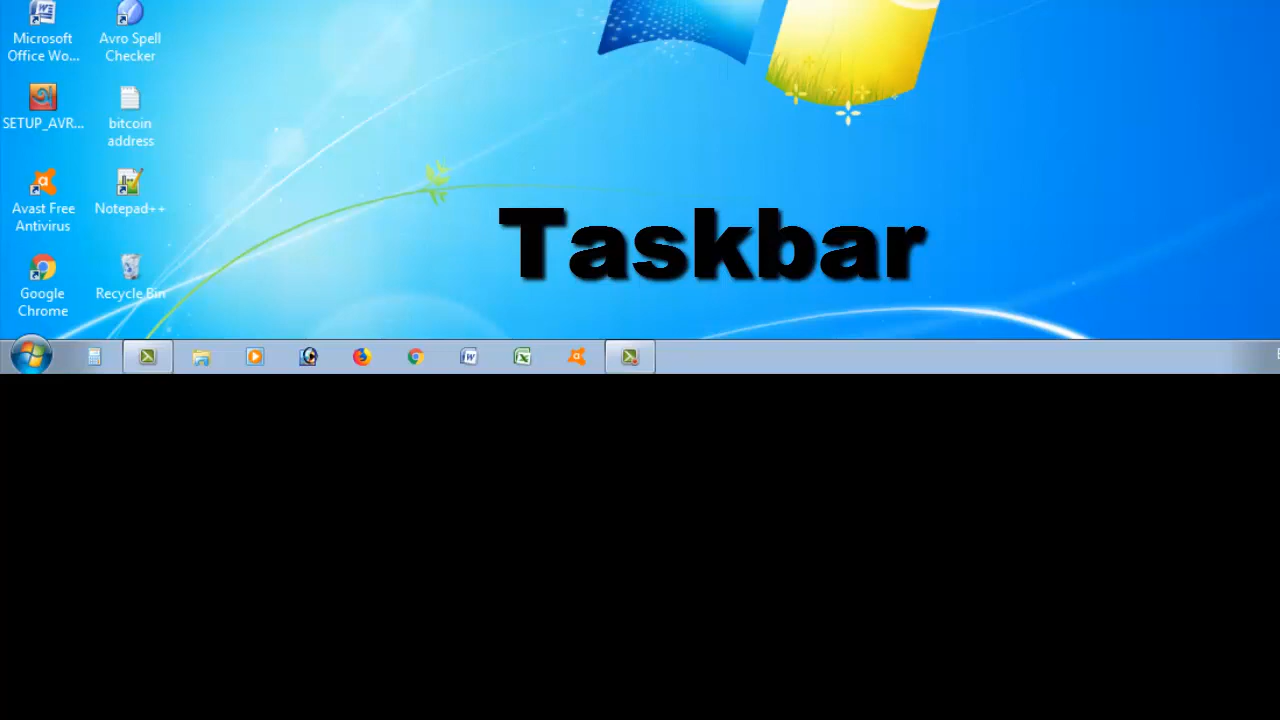 Microsoft
Office Wo...
Avro Spell
Checker
SETUP_AVR...
bitcoin
address
Avast Free
Antivirus
Notepad++
Google
Chrome
Recycle Bin
Taskbar